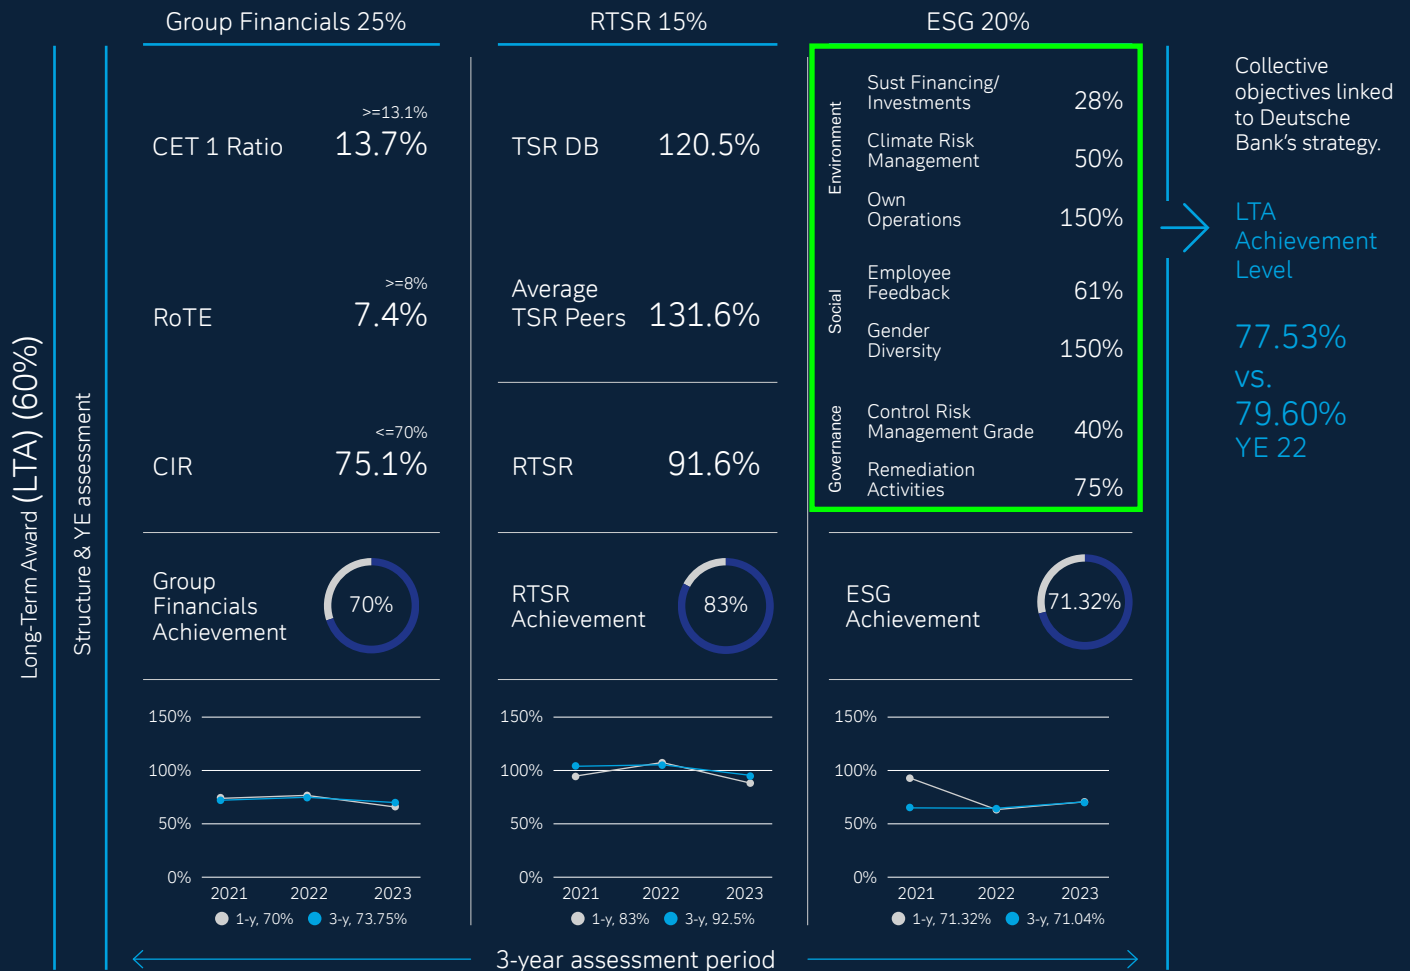 Group Financials 25%
RTSR 15%
ESG 20%
Long-Term Award (LTA) (60%)
Structure & YE assessment
>=13.1%
CET 1 Ratio 13.7%
>=8%
RoTE 7.4%
<=70%
CIR 75.1%
Group
Financials
Achievement
70%
150%
100%
50%
0%
2021 2022 2023
1-y, 70% 3-y, 73.75%
TSR DB 120.5%
Average
TSR Peers 131.6%
RTSR 91.6%
RTSR
Achievement
83%
150%
100%
50%
0%
2021 2022 2023
1-y, 83% 3-y, 92.5%
Environment
Sust Financing/
Investments 28%
Climate Risk
Management 50%
Own
Operations 150%
Social
Employee
Feedback 61%
Gender
Diversity 150%
Governance
Control Risk
Management Grade 40%
Remediation
Activities 75%
ESG
Achievement
71.32%
150%
100%
50%
0%
2021 2022 2023
1-y, 71.32% 3-y, 71.04%
Collective
objectives linked
to Deutsche
Bank’s strategy.
LTA
Achievement
Level
77.53%
vs.
79.60%
YE 22
3-year assessment period